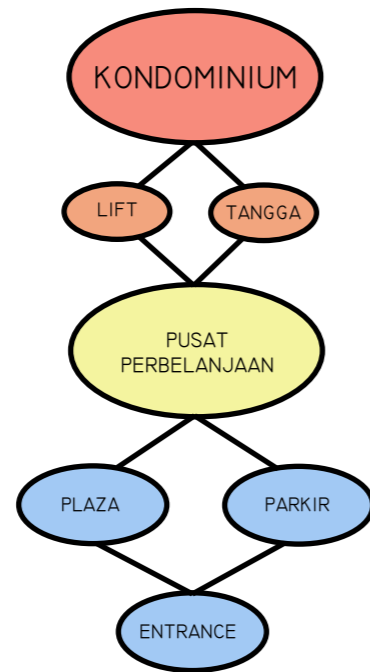 KONDOMINIUM
LIFT
TANGGA
PUSAT
PERBELANJAAN
PLAZA
PARKIR
ENTRANCE